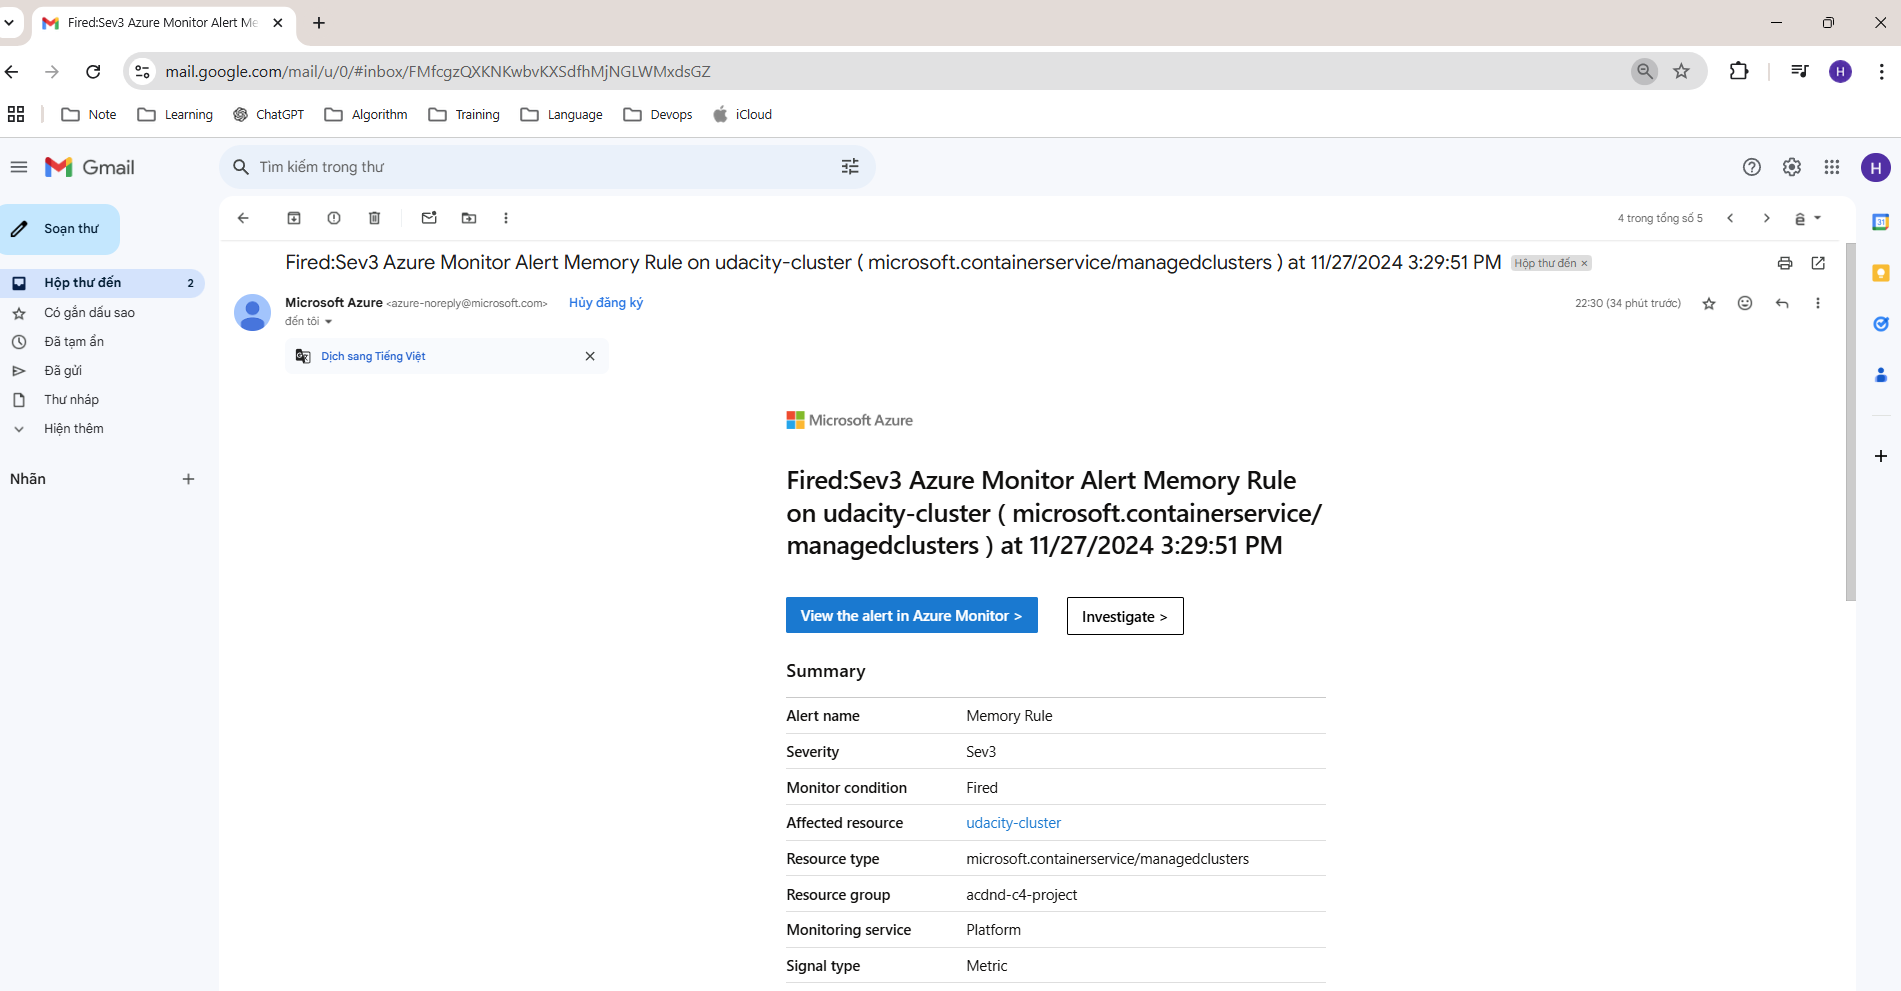 Fired:Sev3 Azure Monitor Alert Me
mail.google.com/mail/u/0/#inbox/FMfcgzQXKNKwbvKXSdfhMjNGLWMxdsGZ
H
Note
Learning
ChatGPT
Algorithm
Training
Language
Devops
iCloud
Gmail
Tìm kiếm trong thư
H
Soạn thư
4 trong tổng số 5
Hộp thư đến 2
Có gắn dấu sao
Đã tạm ẩn
Đã gửi
Thư nháp
Hiện thêm
Nhãn
Fired:Sev3 Azure Monitor Alert Memory Rule on udacity-cluster ( microsoft.containerservice/managedclusters ) at 11/27/2024 3:29:51 PM Hộp thư đến ×
Microsoft Azure <azure-noreply@microsoft.com> Hủy đăng ký
22:30 (34 phút trước)
đến tôi
Dịch sang Tiếng Việt
31
Microsoft Azure
Fired:Sev3 Azure Monitor Alert Memory Rule
on udacity-cluster ( microsoft.containerservice/
managedclusters ) at 11/27/2024 3:29:51 PM
View the alert in Azure Monitor >
Investigate >
Summary
Alert name Memory Rule
Severity Sev3
Monitor condition Fired
Affected resource udacity-cluster
Resource type microsoft.containerservice/managedclusters
Resource group acdnd-c4-project
Monitoring service Platform
Signal type Metric